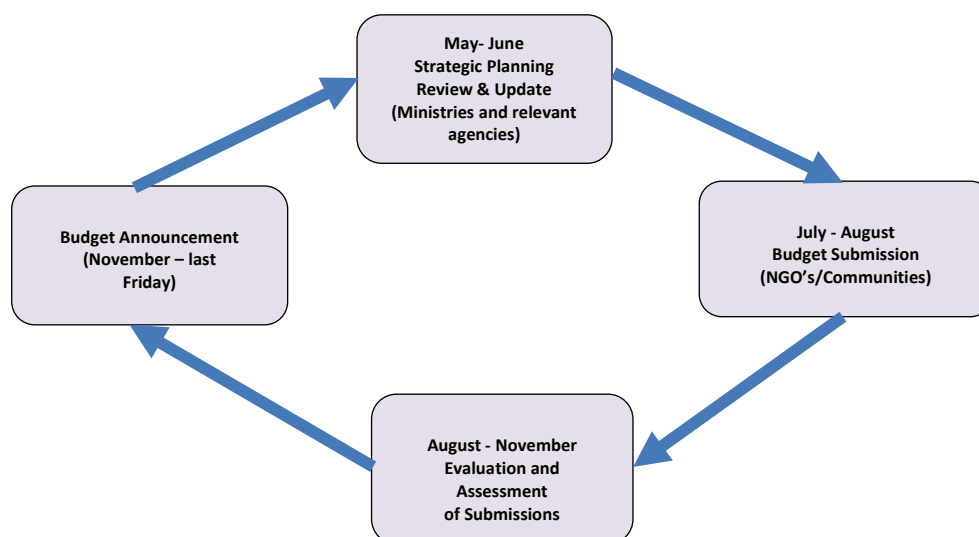 May- June
Strategic Planning
Review & Update
(Ministries and relevant
agencies)
July - August
Budget Submission
(NGO’s/Communities)
August - November
Evaluation and
Assessment
of Submissions
Budget Announcement
(November – last
Friday)